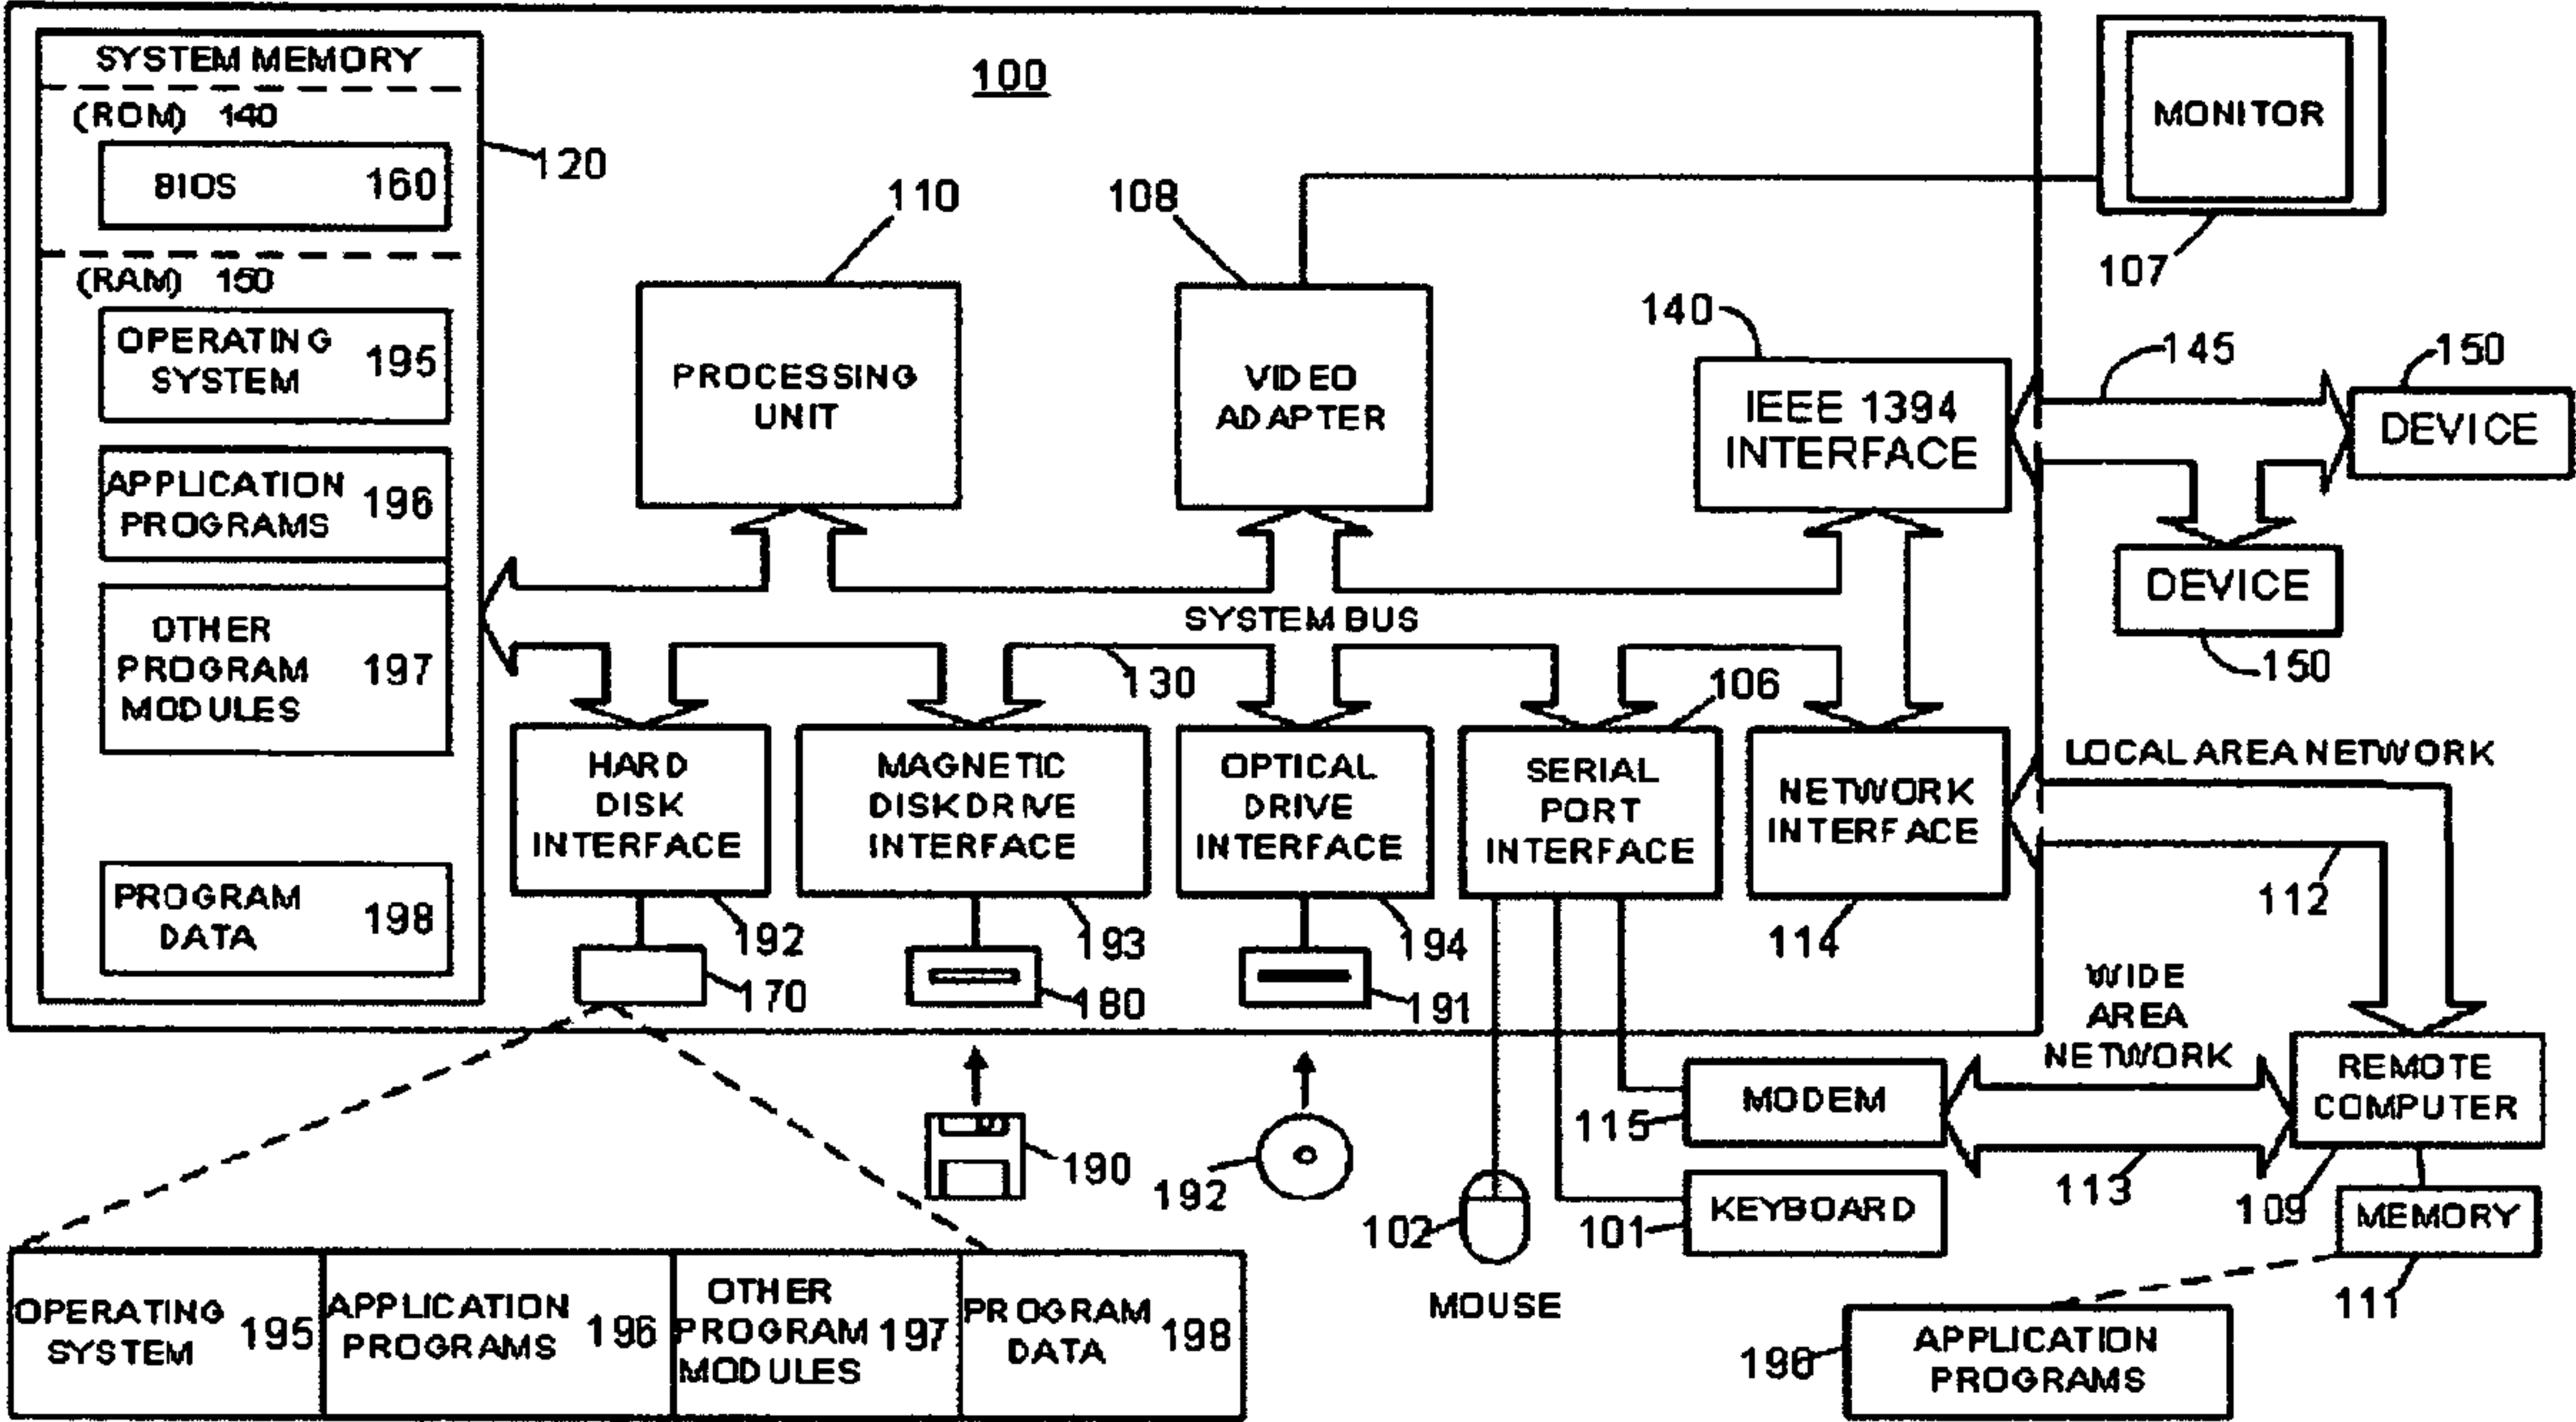 SYSTEM MEMORY
(ROM) 140
BIOS 160
120
(RAM) 150
OPERATING
SYSTEM 195
APPLICATION
PROGRAMS 196
OTHER
PROGRAM
MODULES 197
PROGRAM
DATA 198
100
110
PROCESSING
UNIT
108
VIDEO
ADAPTER
MONITOR
107
140
IEEE 1394
INTERFACE
145
150
DEVICE
DEVICE
150
SYSTEM BUS
130
HARD
DISK
INTERFACE
192
170
MAGNETIC
DISK DRIVE
INTERFACE
193
180
OPTICAL
DRIVE
INTERFACE
194
191
106
SERIAL
PORT
INTERFACE
NETWORK
INTERFACE
114
LOCAL AREA NETWORK
112
WIDE
AREA
NETWORK
113
REMOTE
COMPUTER
109
MEMORY
111
190
192
MODEM
115
KEYBOARD
101
102
MOUSE
OPERATING
SYSTEM 195
APPLICATION
PROGRAMS 196
OTHER
PROGRAM
MODULES 197
PROGRAM
DATA 198
196
APPLICATION
PROGRAMS